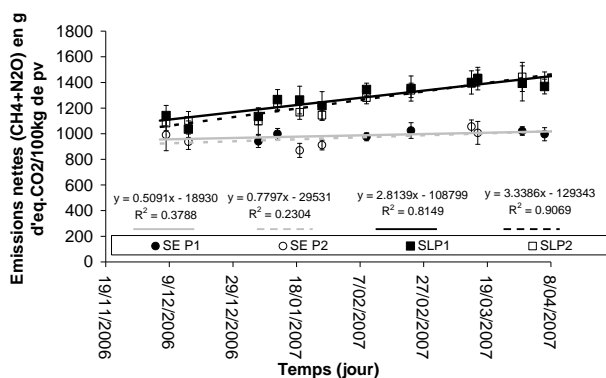 Emissions nettes (CH4+N2O) en g
d'eq.CO2/100kg de pv
1800
1600
1400
1200
1000
800
600
400
200
0
y = 0.5091x - 18930
R² = 0.3788
y = 0.7797x - 29531
R² = 0.2304
y = 2.8139x - 108799
R² = 0.8149
y = 3.3386x - 129343
R² = 0.9069
SE P1
SE P2
SLP1
SLP2
19/11/2006
9/12/2006
29/12/2006
18/01/2007
7/02/2007
27/02/2007
19/03/2007
8/04/2007
Temps (jour)